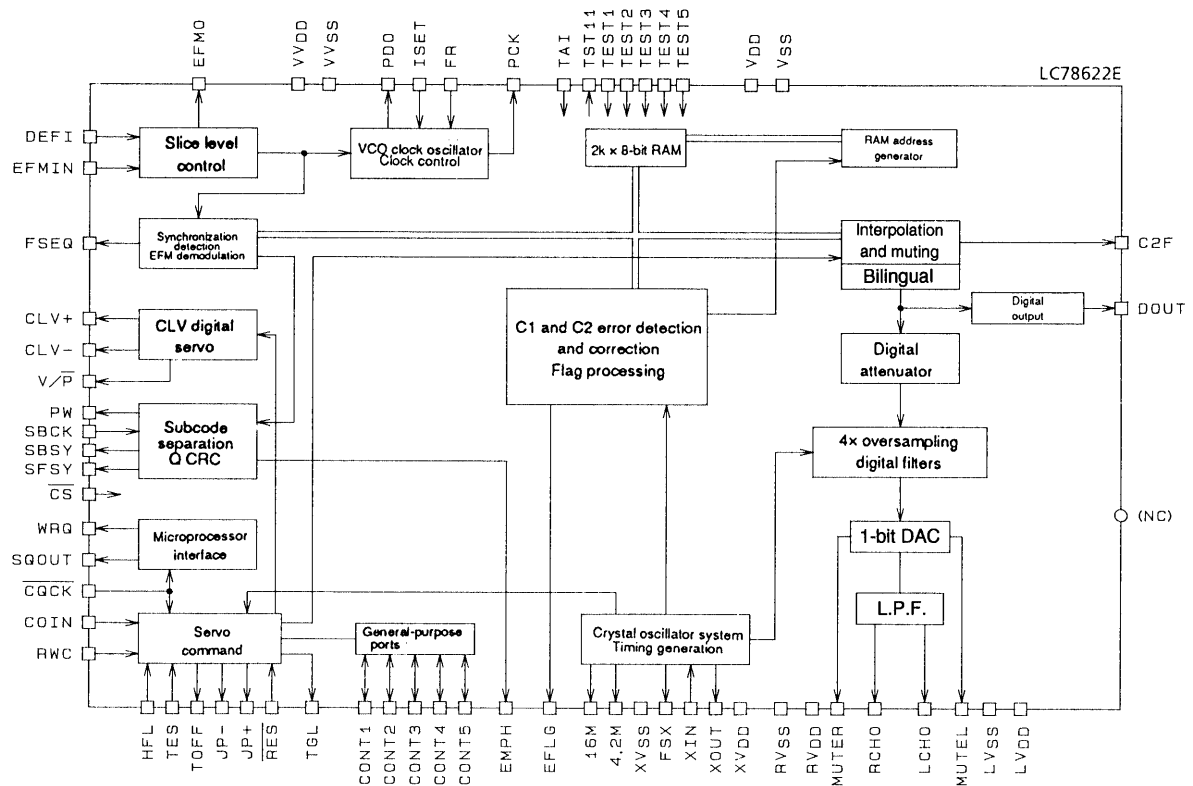 EFMO
VVDD
VVSS
PDO
ISET
FR
PCK
TAI
TST11
TEST1
TEST2
TEST3
TEST4
TEST5
VDD
VSS
LC78622E
DEFI
EFMIN
FSEQ
CLV+
CLV-
V/P̅
PW
SBCK
SBSY
SFSY
C̅S̅
WRQ
SQOUT
C̅Q̅C̅K̅
COIN
RWC
Slice level
control
VCO clock oscillator
Clock control
2k × 8-bit RAM
RAM address
generator
Synchronization
detection
EFM demodulation
Interpolation
and muting
Bilingual
C2F
Digital
output
DOUT
CLV digital
servo
C1 and C2 error detection
and correction
Flag processing
Digital
attenuator
Subcode
separation
Q CRC
4× oversampling
digital filters
(NC)
Microprocessor
interface
1-bit DAC
L.P.F.
Servo
command
General-purpose
ports
Crystal oscillator system
Timing generation
HFL
TES
TOFF
JP-
JP+
R̅E̅S̅
TGL
CONT1
CONT2
CONT3
CONT4
CONT5
EMPH
EFLG
16M
4.2M
XVSS
FSX
XIN
XOUT
XVDD
RVSS
RVDD
MUTER
RCHO
LCHO
MUTEL
LVSS
LVDD